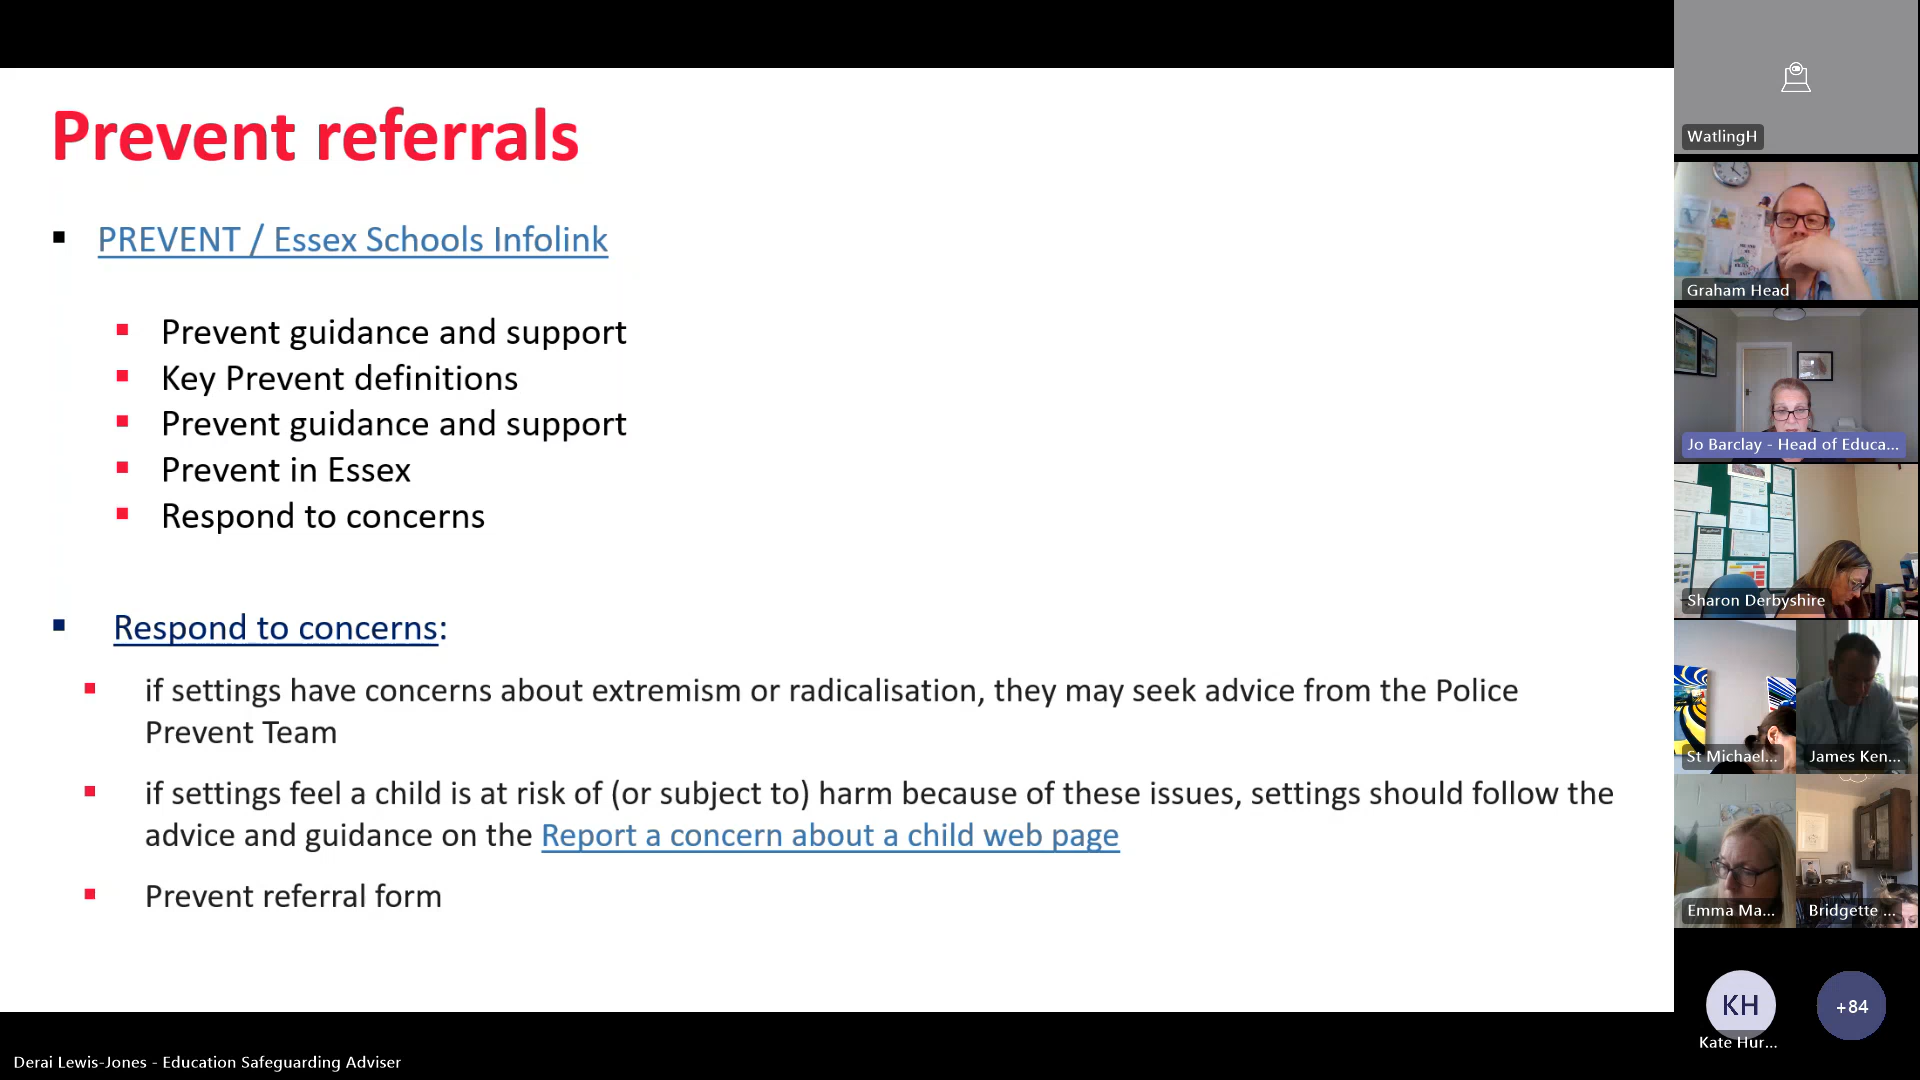 Prevent referrals
PREVENT / Essex Schools Infolink
Prevent guidance and support
Key Prevent definitions
Prevent guidance and support
Prevent in Essex
Respond to concerns
Respond to concerns:
if settings have concerns about extremism or radicalisation, they may seek advice from the Police
Prevent Team
if settings feel a child is at risk of (or subject to) harm because of these issues, settings should follow the
advice and guidance on the Report a concern about a child web page
Prevent referral form
Derai Lewis-Jones - Education Safeguarding Adviser
WatlingH
Graham Head
Jo Barclay - Head of Educa...
Sharon Derbyshire
St Michael...
James Ken...
Emma Ma...
Bridgette ...
KH
+84
Kate Hur...